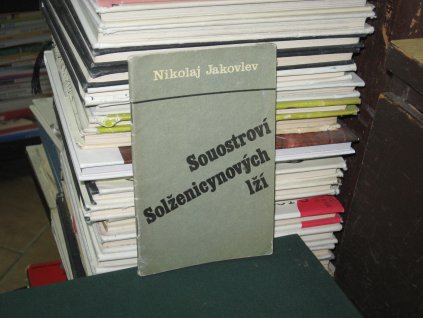 Nikolaj Jakovlev
Souostroví
Solženicynových
lží